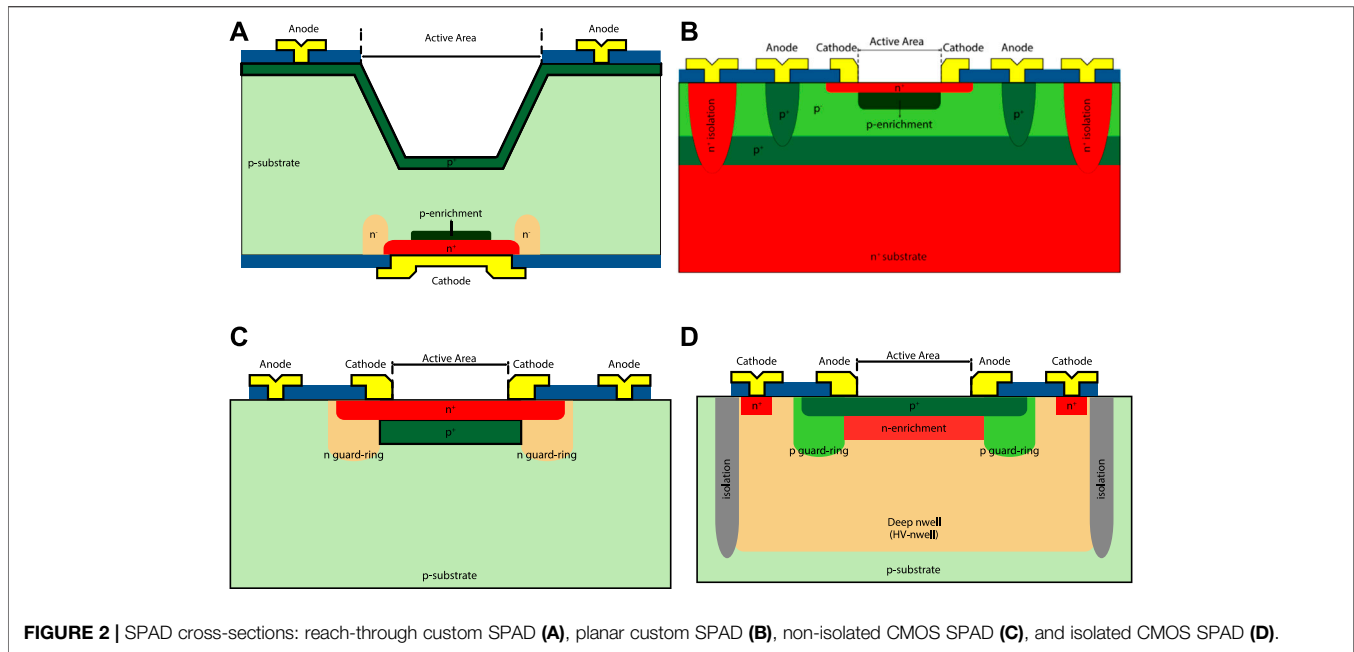 A
Anode
Active Area
Anode
p-substrate
p⁺
p-enrichment
n⁻
n⁻
n⁺
Cathode
B
Anode
Cathode
Active Area
Cathode
Anode
n⁺
p⁻
p-enrichment
n⁺ isolation
p⁺
p⁺
n⁺ isolation
p⁺
n⁺ substrate
C
Anode
Cathode
Active Area
Cathode
Anode
n⁺
p⁺
n guard-ring
n guard-ring
p-substrate
D
Cathode
Anode
Active Area
Anode
Cathode
n⁺
p⁺
n⁺
n-enrichment
p guard-ring
p guard-ring
isolation
isolation
Deep nwell
(HV-nwell)
p-substrate
FIGURE 2 | SPAD cross-sections: reach-through custom SPAD (A), planar custom SPAD (B), non-isolated CMOS SPAD (C), and isolated CMOS SPAD (D).